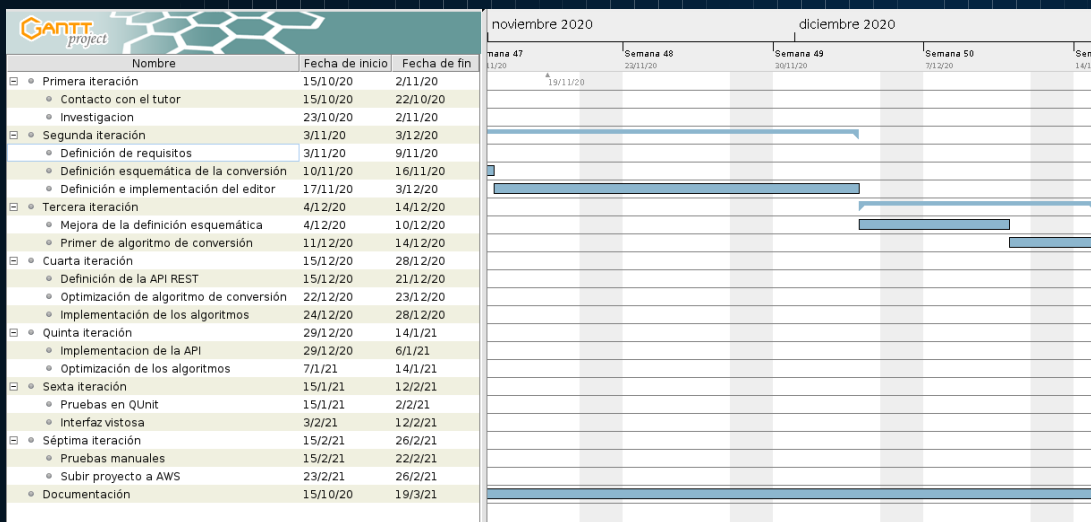 GANTT project
noviembre 2020 diciembre 2020
mana 47 Semana 48 Semana 49 Semana 50 Sem
11/20 23/11/20 30/11/20 7/12/20 14/1
19/11/20
Nombre Fecha de inicio Fecha de fin
Primera iteración 15/10/20 2/11/20
Contacto con el tutor 15/10/20 22/10/20
Investigacion 23/10/20 2/11/20
Segunda iteración 3/11/20 3/12/20
Definición de requisitos 3/11/20 9/11/20
Definición esquemática de la conversión 10/11/20 16/11/20
Definición e implementación del editor 17/11/20 3/12/20
Tercera iteración 4/12/20 14/12/20
Mejora de la definición esquemática 4/12/20 10/12/20
Primer de algoritmo de conversión 11/12/20 14/12/20
Cuarta iteración 15/12/20 28/12/20
Definición de la API REST 15/12/20 21/12/20
Optimización de algoritmo de conversión 22/12/20 23/12/20
Implementación de los algoritmos 24/12/20 28/12/20
Quinta iteración 29/12/20 14/1/21
Implementacion de la API 29/12/20 6/1/21
Optimización de los algoritmos 7/1/21 14/1/21
Sexta iteración 15/1/21 12/2/21
Pruebas en QUnit 15/1/21 2/2/21
Interfaz vistosa 3/2/21 12/2/21
Séptima iteración 15/2/21 26/2/21
Pruebas manuales 15/2/21 22/2/21
Subir proyecto a AWS 23/2/21 26/2/21
Documentación 15/10/20 19/3/21